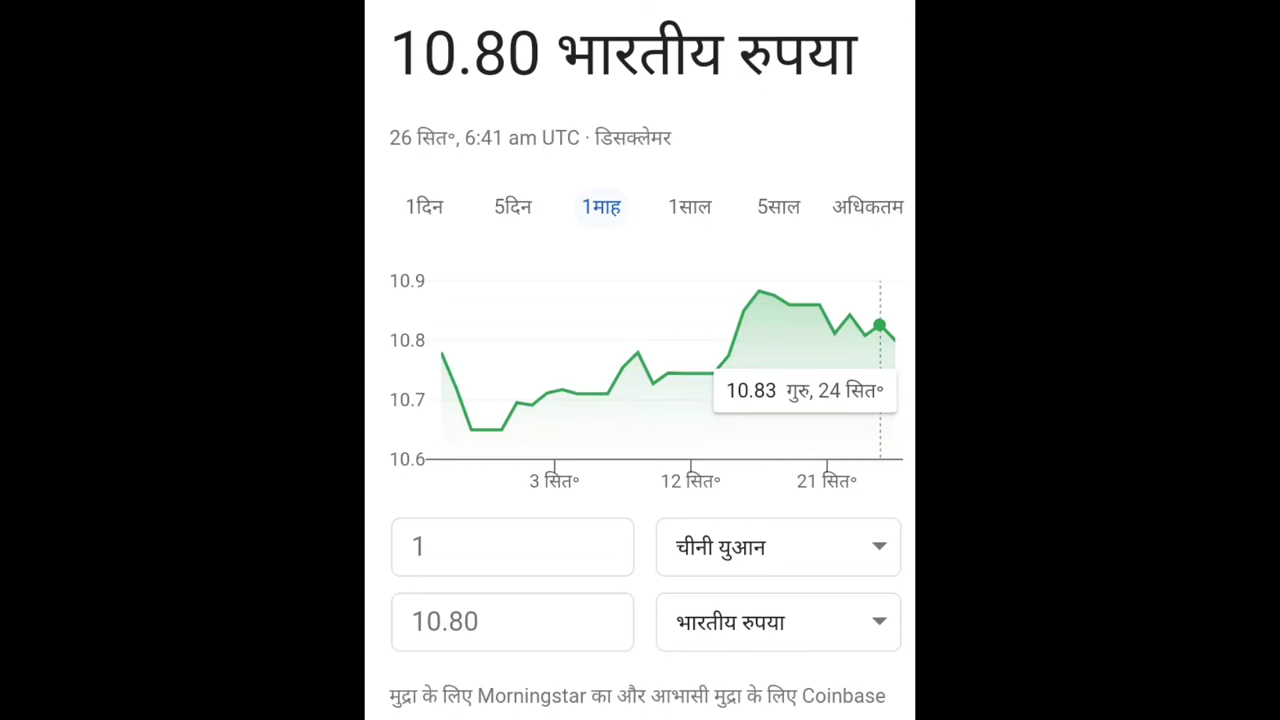 10.80 भारतीय रुपया
26 सित॰, 6:41 am UTC · डिसक्लेमर
1दिन 5दिन 1माह 1साल 5साल अधिकतम
10.9
10.8
10.83 गुरु, 24 सित॰
10.7
10.6
3 सित॰ 12 सित॰ 21 सित॰
1 चीनी युआन
10.80 भारतीय रुपया
मुद्रा के लिए Morningstar का और आभासी मुद्रा के लिए Coinbase